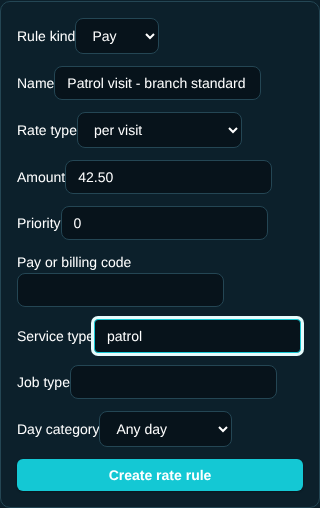 Rule kind Pay
Name Patrol visit - branch standard
Rate type per visit
Amount 42.50
Priority 0
Pay or billing code
Service type patrol
Job type
Day category Any day
Create rate rule